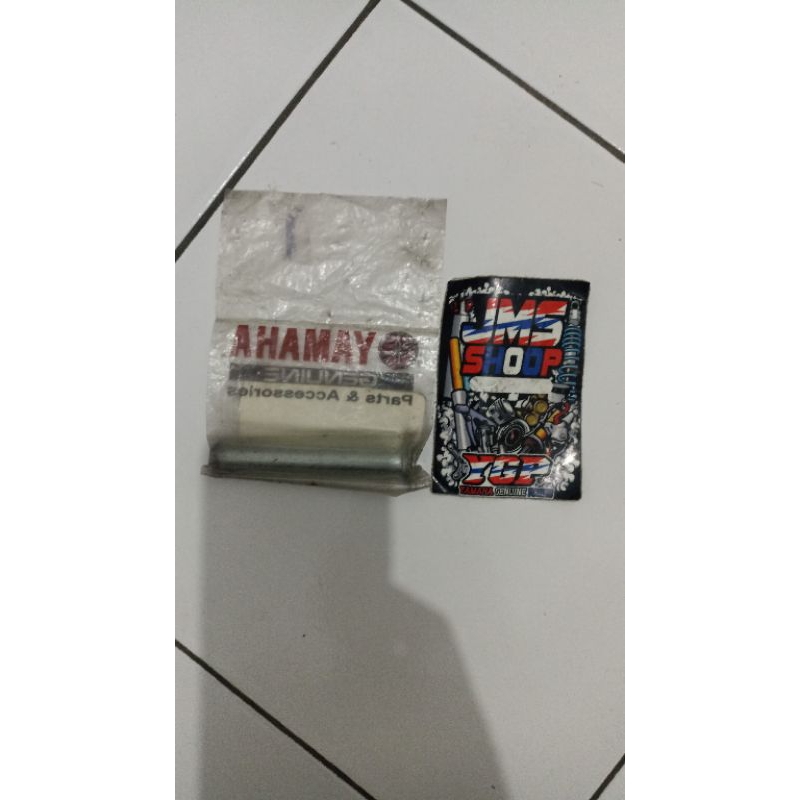 YAMAHA
GENUINE
Parts & Accessories
JMS
SHOOP
YGP
YAMAHA GENUINE